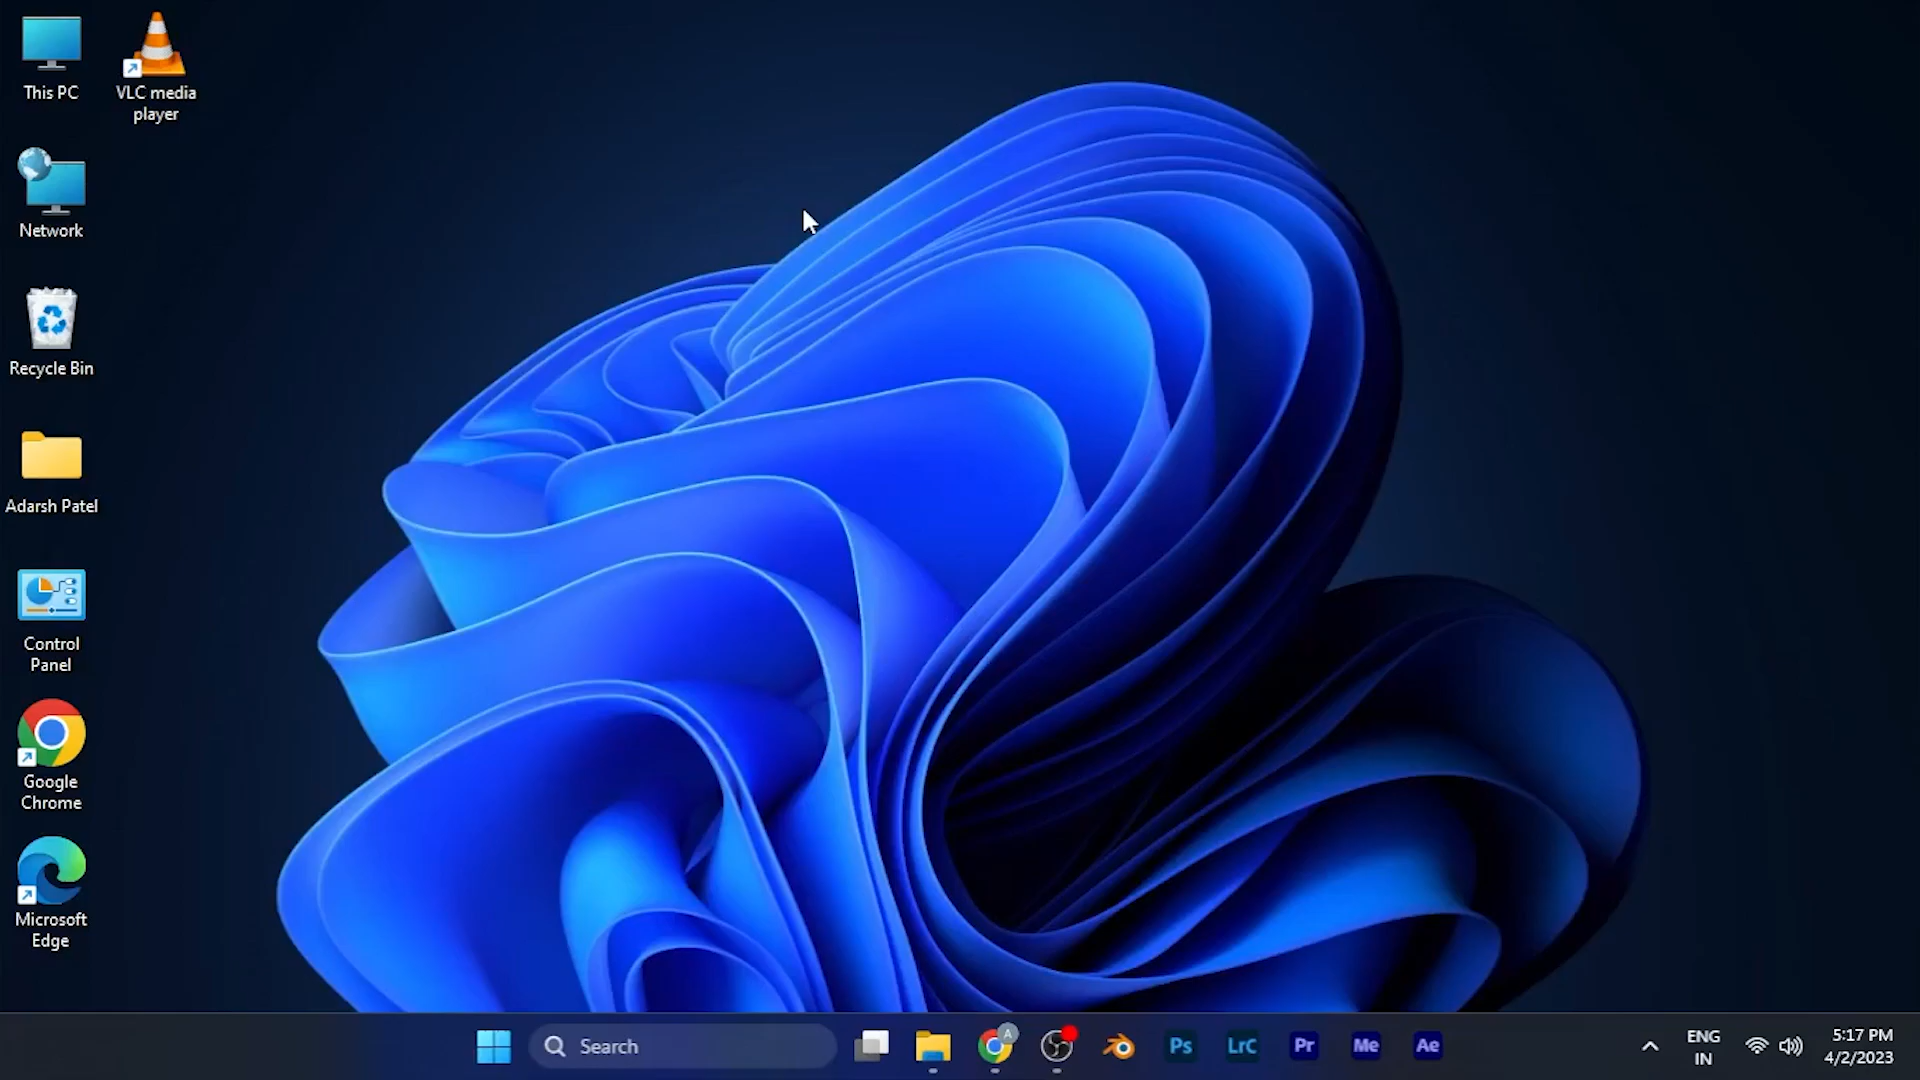 This PC
VLC media
player
Network
Recycle Bin
Adarsh Patel
Control
Panel
Google
Chrome
Microsoft
Edge
Search
A
Ps
LrC
Pr
Me
Ae
ENG
IN
5:17 PM
4/2/2023